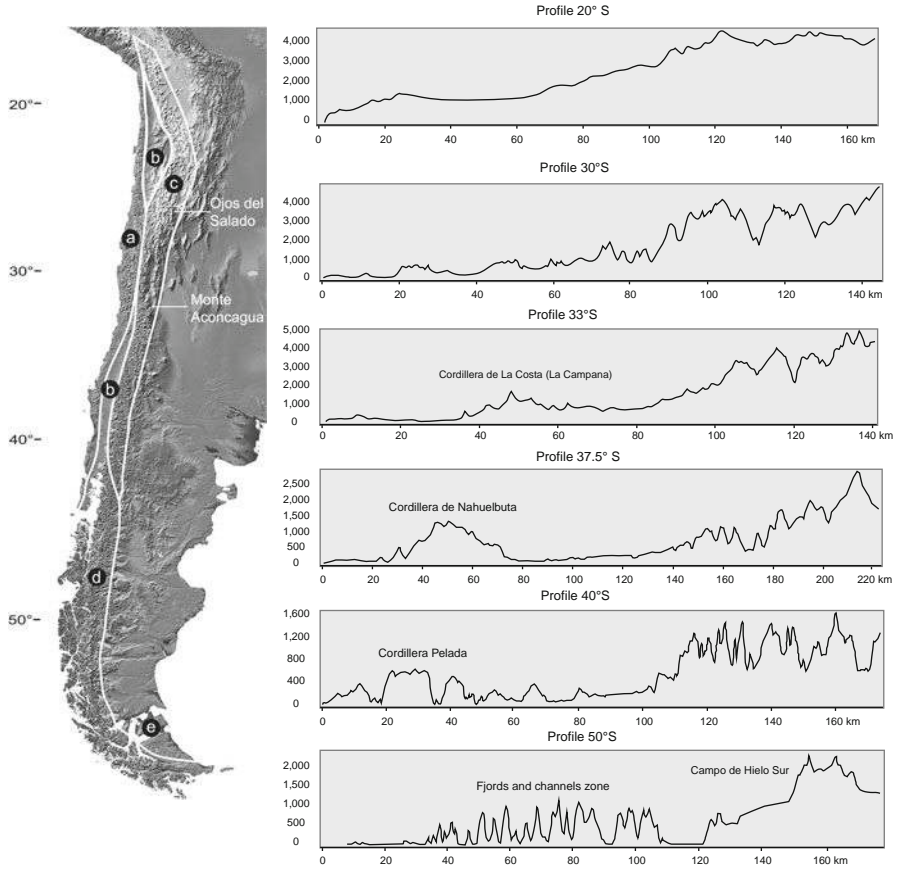 20°
30°
40°
50°
b
c
Ojos del
Salado
a
Monte
Aconcagua
b
d
e
Profile 20° S
4,000
3,000
2,000
1,000
0
0 20 40 60 80 100 120 140 160 km
Profile 30°S
4,000
3,000
2,000
1,000
0
0 20 40 60 80 100 120 140 km
Profile 33°S
5,000
4,000
3,000
2,000
1,000
0
Cordillera de La Costa (La Campana)
0 20 40 60 80 100 120 140 km
Profile 37.5° S
2,500
2,000
1,500
1,000
500
0
Cordillera de Nahuelbuta
0 20 40 60 80 100 120 140 160 180 200 220 km
Profile 40°S
1,600
1,200
800
400
0
Cordillera Pelada
0 20 40 60 80 100 120 140 160 km
Profile 50°S
2,000
1,500
1,000
500
0
Fjords and channels zone
Campo de Hielo Sur
0 20 40 60 80 100 120 140 160 km